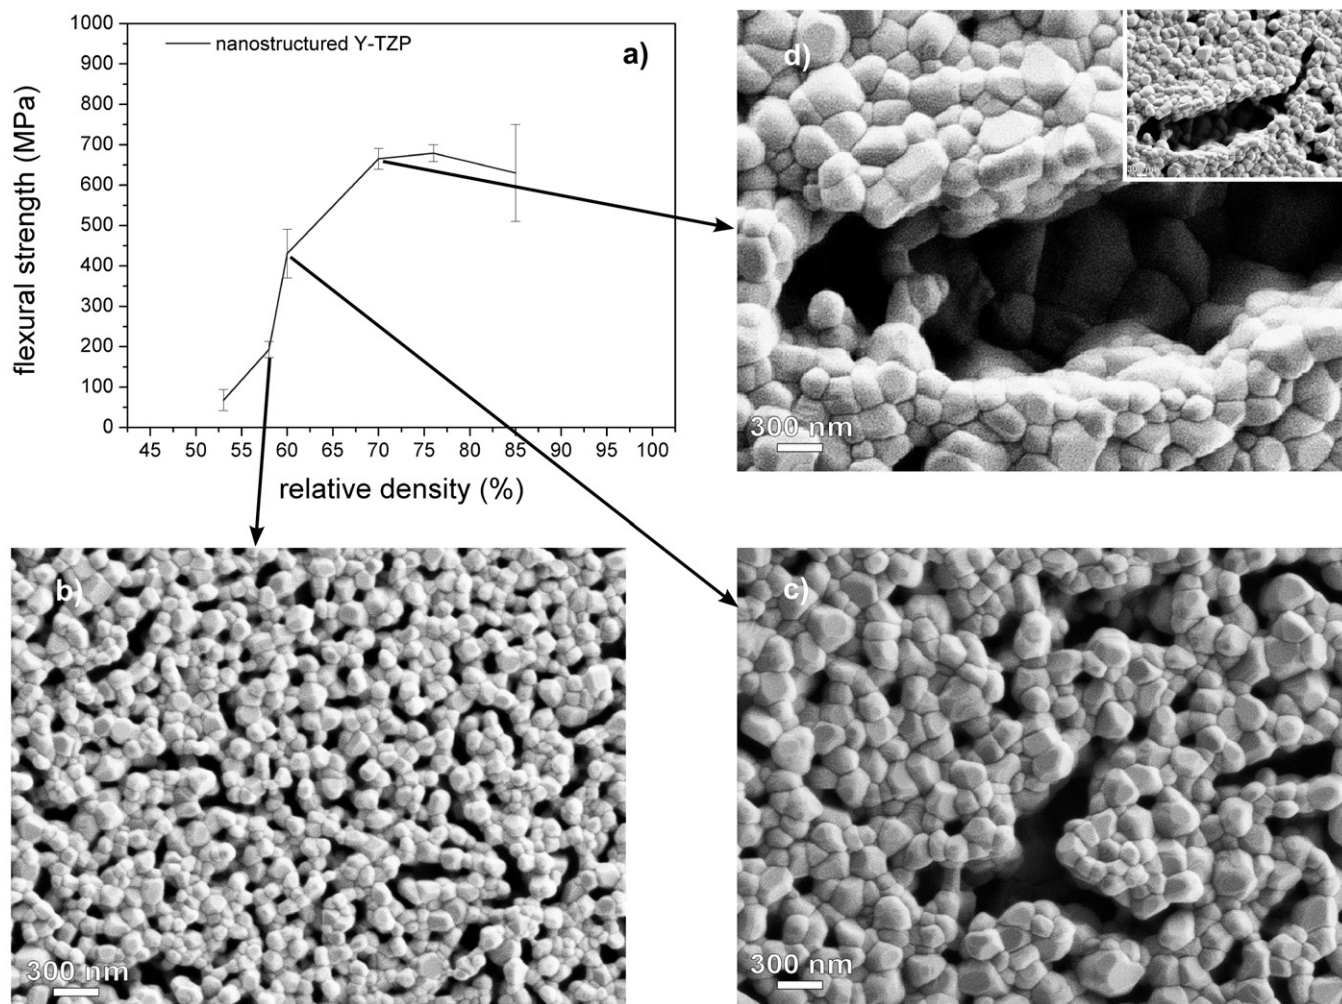 1000
nanostructured Y-TZP
a)
900
800
700
600
500
400
300
200
100
0
flexural strength (MPa)
45 50 55 60 65 70 75 80 85 90 95 100
relative density (%)
d)
300 nm
b)
300 nm
c)
300 nm